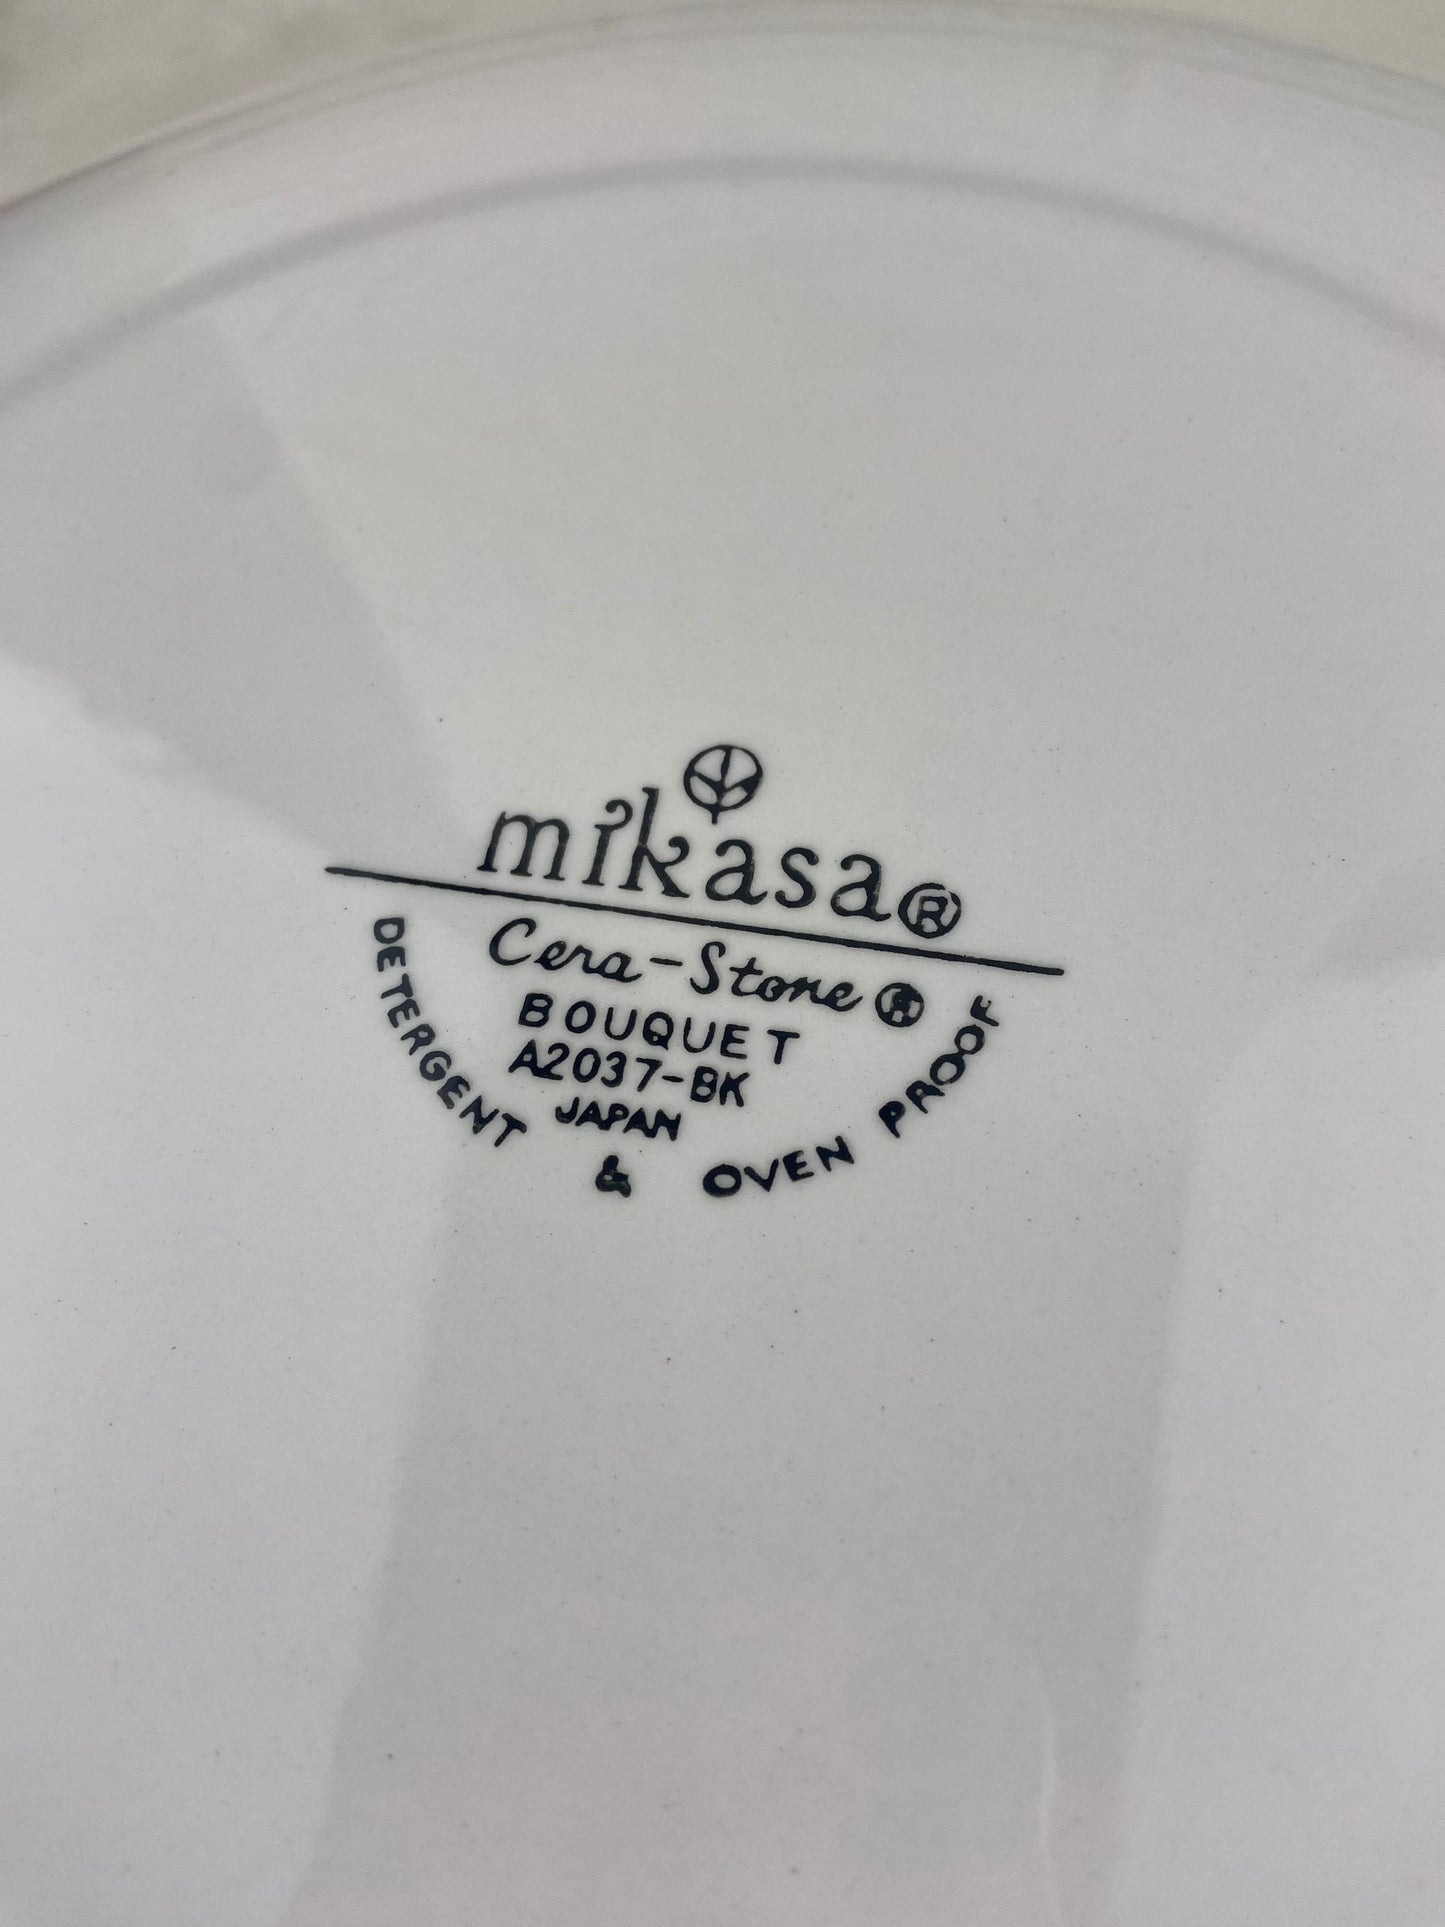 mikasa®
Cera-Stone®
BOUQUET
A2037-BK
JAPAN
DETERGENT & OVEN PROOF